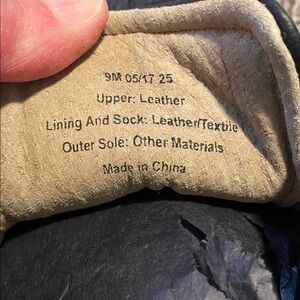 9M 05/17 25
Upper: Leather
Lining And Sock: Leather/Textile
Outer Sole: Other Materials
Made in China